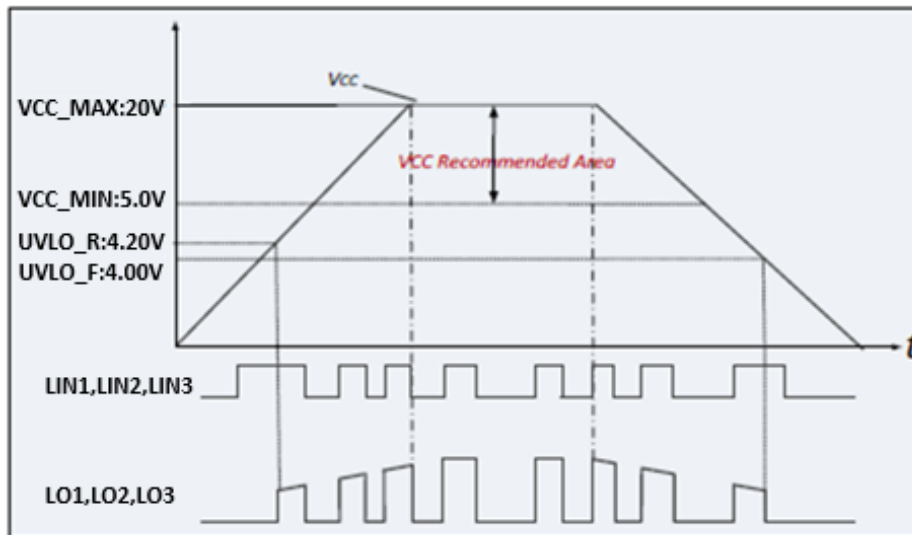 Vcc
VCC_MAX:20V
VCC Recommended Area
VCC_MIN:5.0V
UVLO_R:4.20V
UVLO_F:4.00V
t
LIN1,LIN2,LIN3
LO1,LO2,LO3